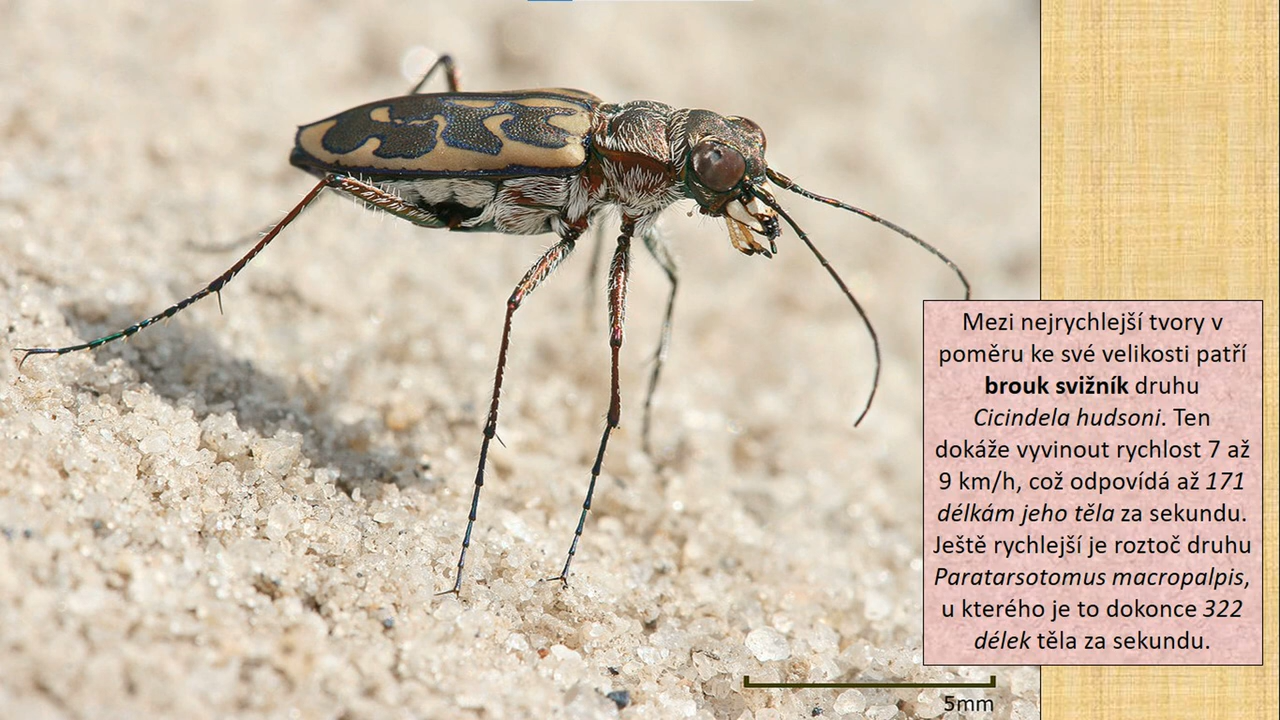 Mezi nejrychlejší tvory v
poměru ke své velikosti patří
brouk svižník druhu
Cicindela hudsoni. Ten
dokáže vyvinout rychlost 7 až
9 km/h, což odpovídá až 171
délkám jeho těla za sekundu.
Ještě rychlejší je roztoč druhu
Paratarsotomus macropalpis,
u kterého je to dokonce 322
délek těla za sekundu.
5mm